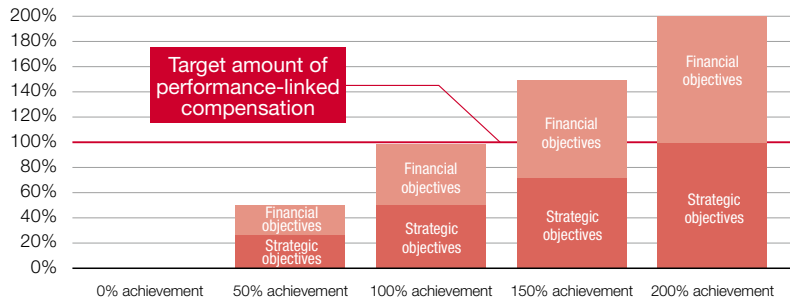 200%
180%
160%
140%
120%
100%
80%
60%
40%
20%
0%
Target amount of
performance-linked
compensation
Financial
objectives
Strategic
objectives
Financial
objectives
Strategic
objectives
Financial
objectives
Strategic
objectives
Financial
objectives
Strategic
objectives
0% achievement
50% achievement
100% achievement
150% achievement
200% achievement